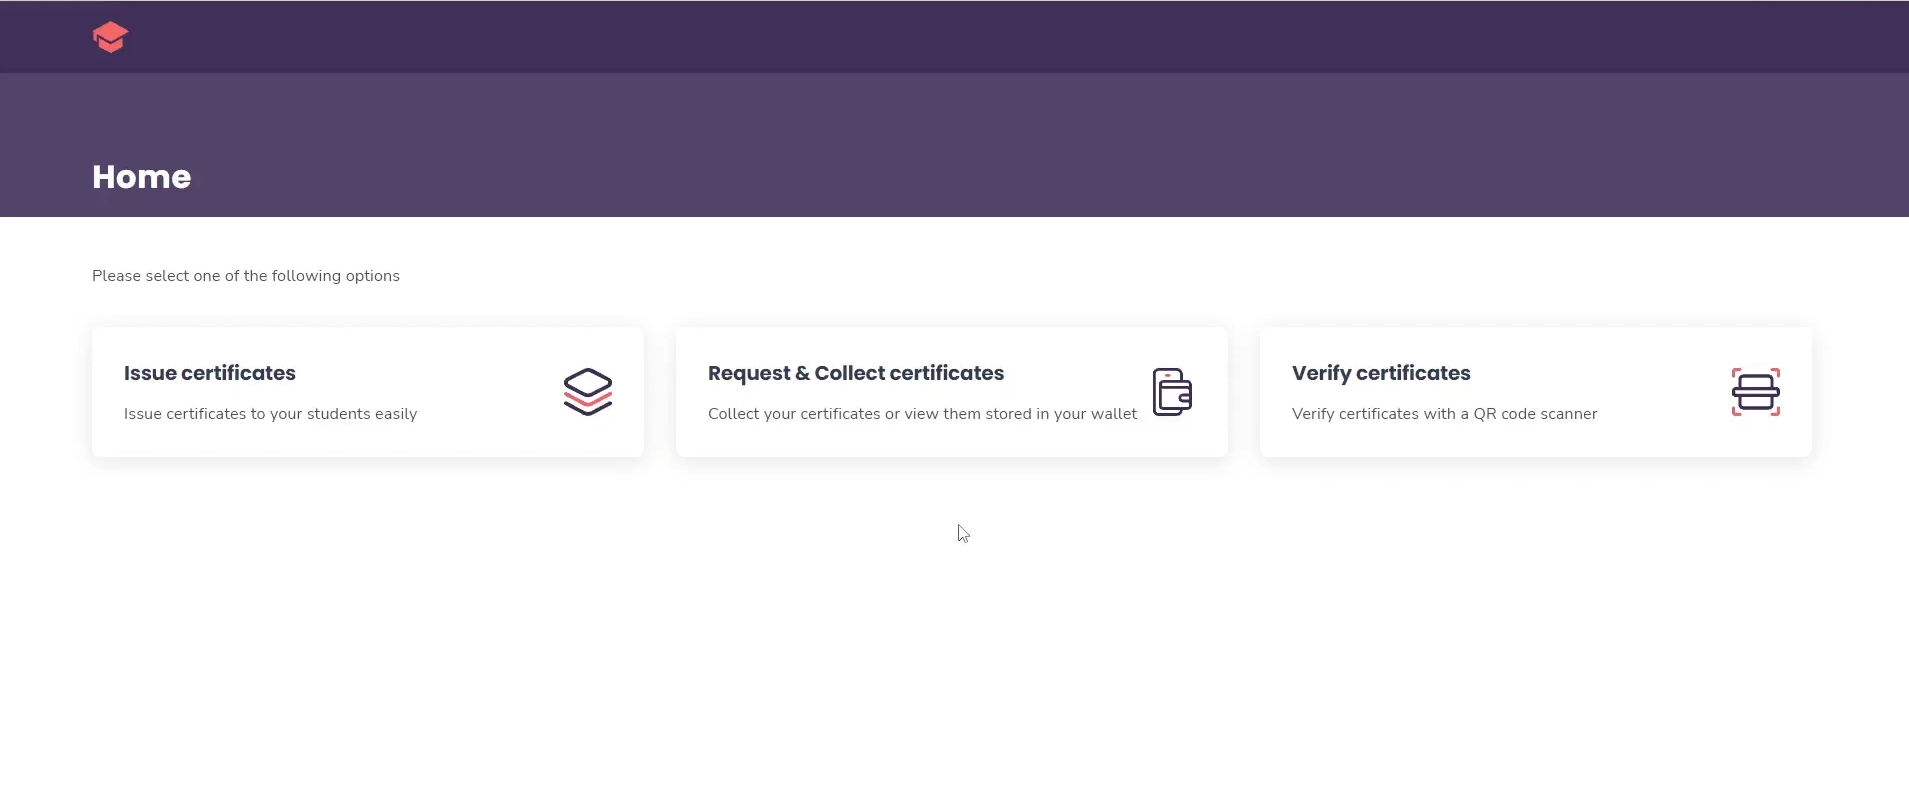 Home
Please select one of the following options
Issue certificates
Issue certificates to your students easily
Request & Collect certificates
Collect your certificates or view them stored in your wallet
Verify certificates
Verify certificates with a QR code scanner